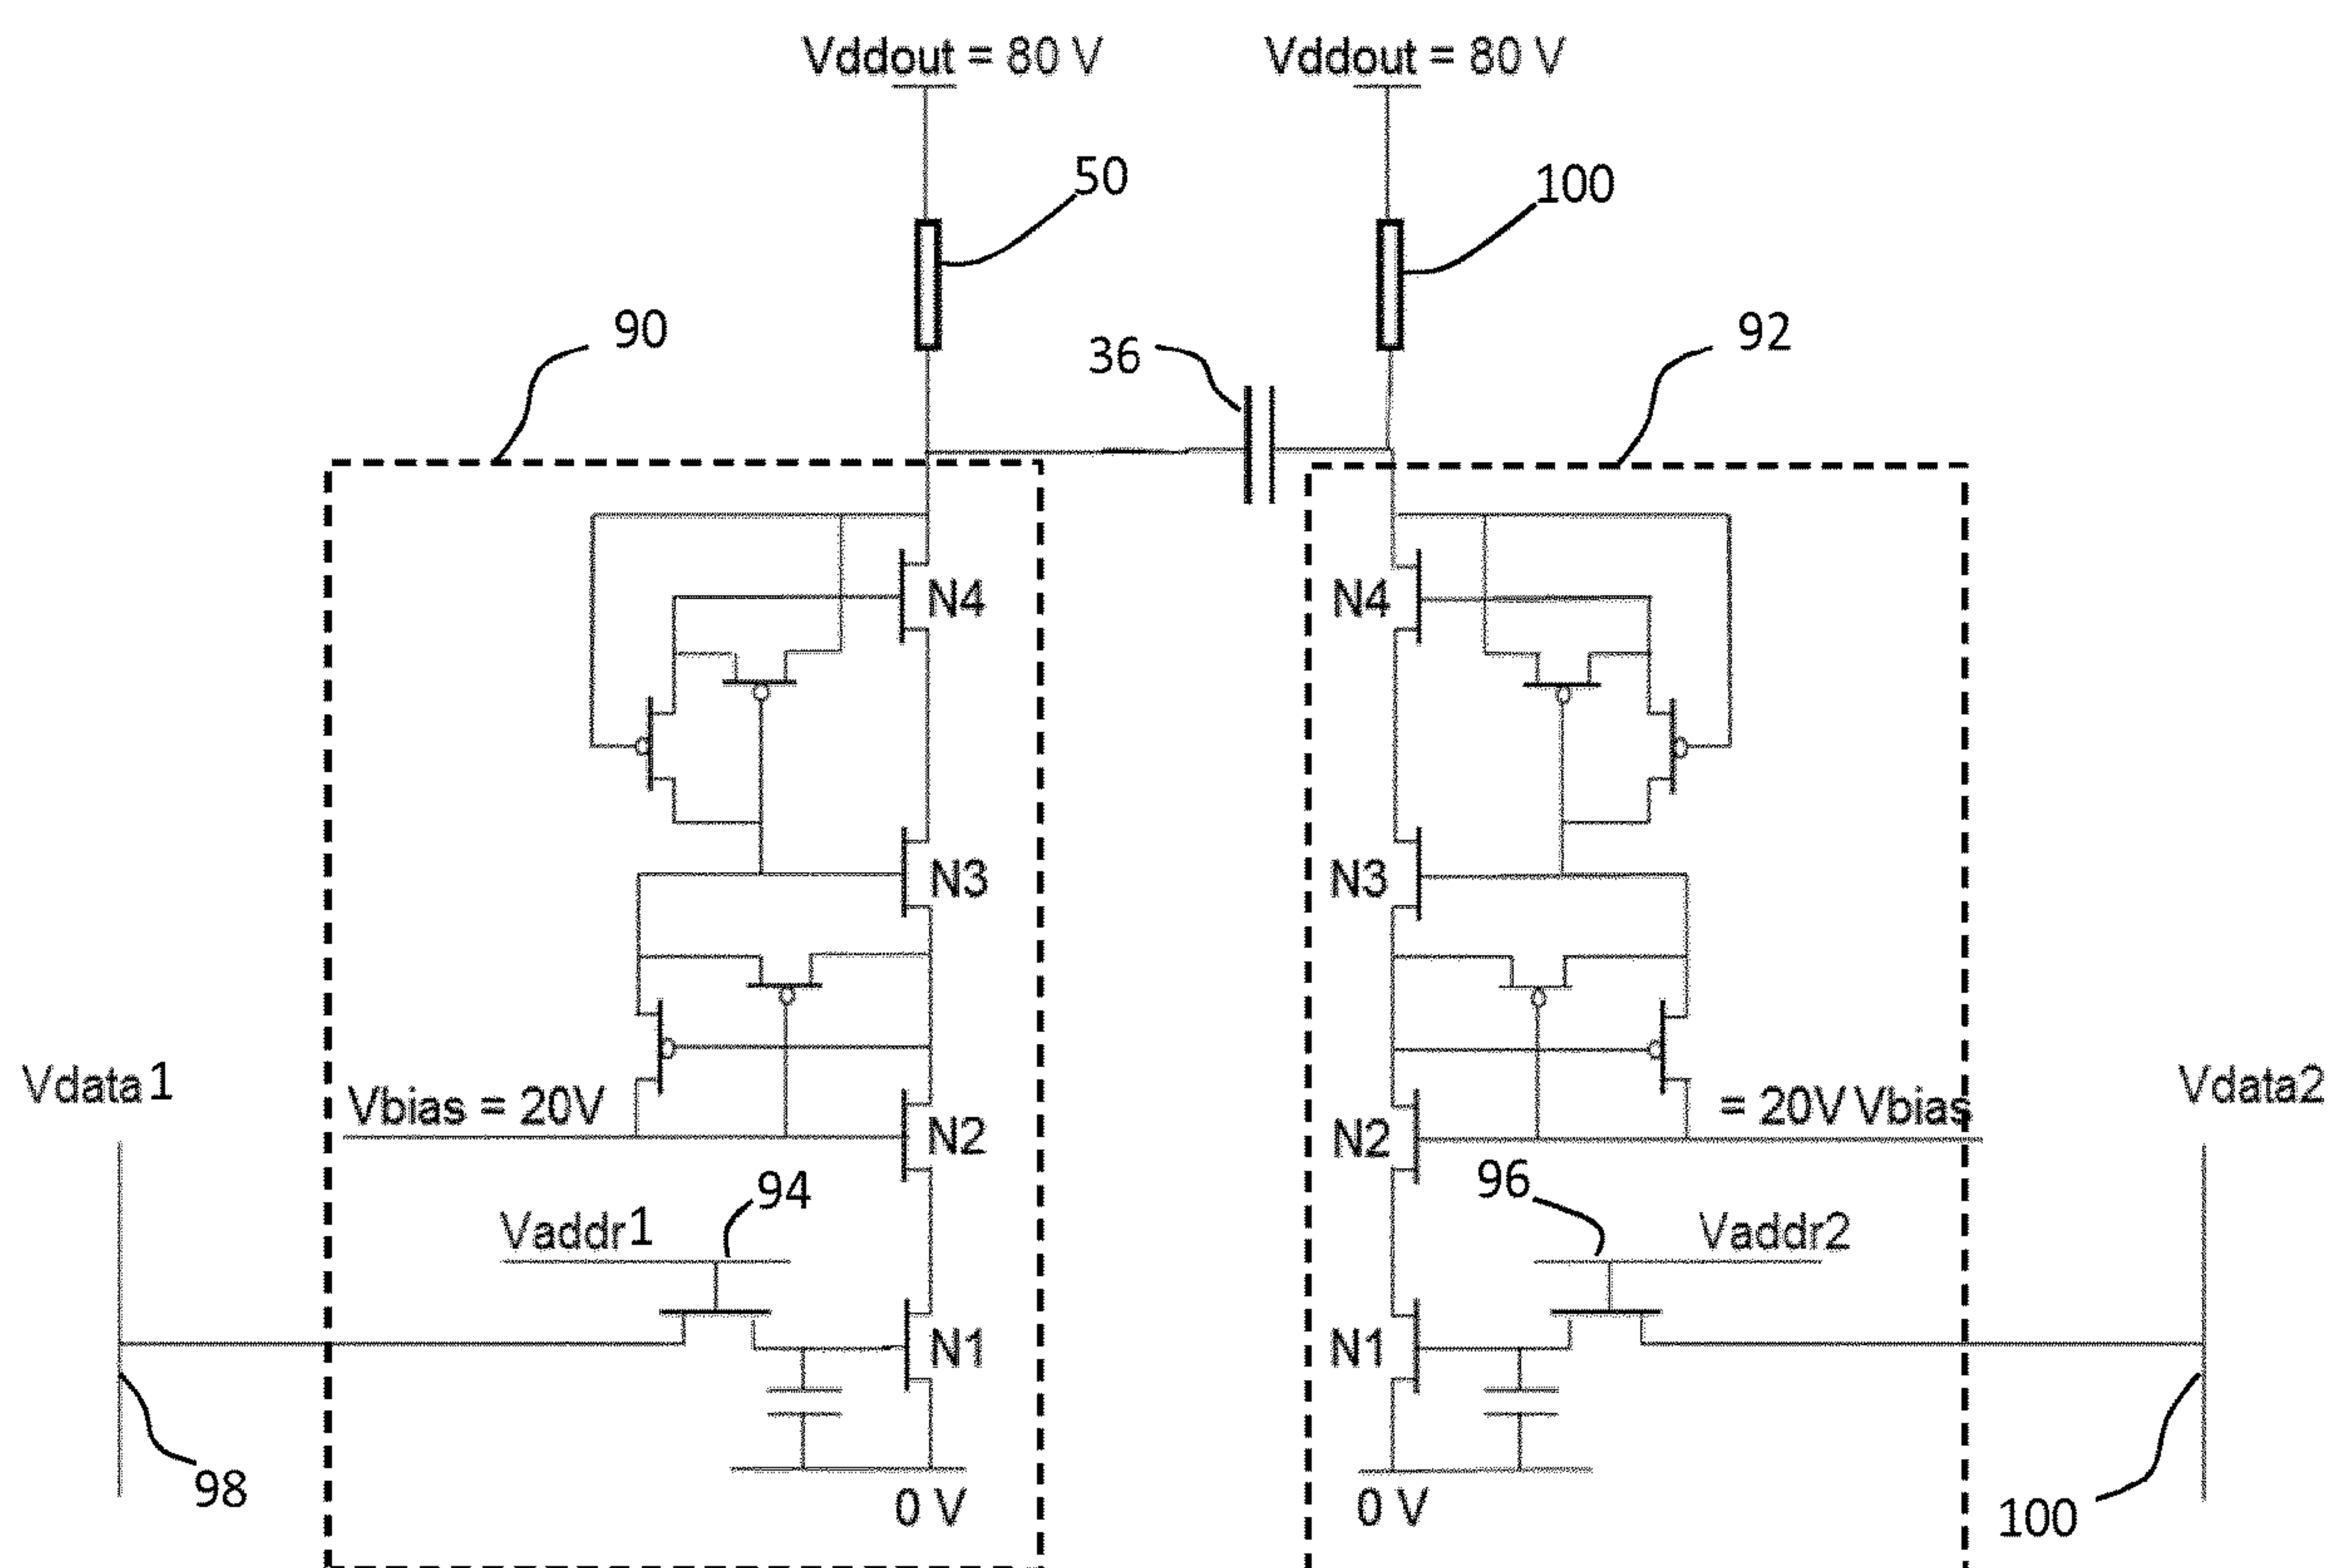 Vddout = 80 V
Vddout = 80 V
50
100
90
36
92
N4
N4
N3
N3
Vdata1
Vbias = 20V
N2
N2
= 20V Vbias
Vdata2
94
96
Vaddr1
Vaddr2
N1
N1
98
0 V
0 V
100